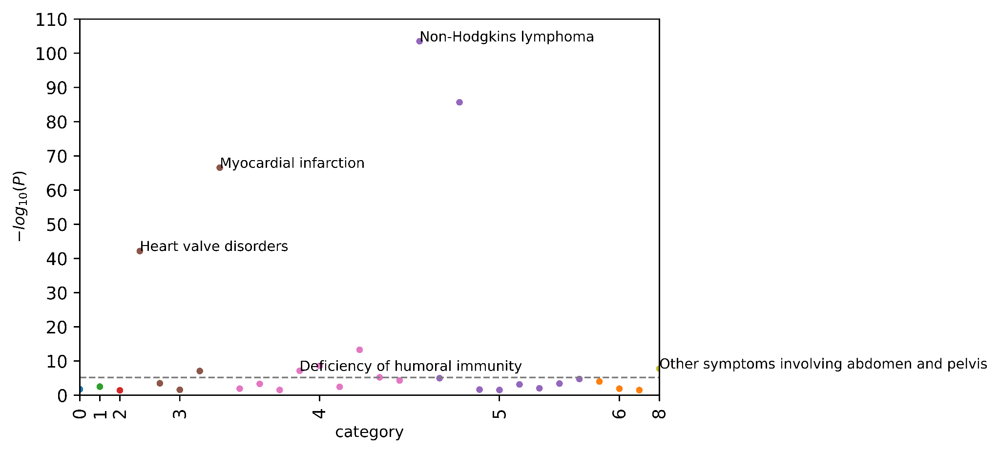 110
100
90
80
70
60
50
40
30
20
10
0
−log10(P)
Non-Hodgkins lymphoma
Myocardial infarction
Heart valve disorders
Deficiency of humoral immunity
Other symptoms involving abdomen and pelvis
0 1 2 3 4 5 6 8
category